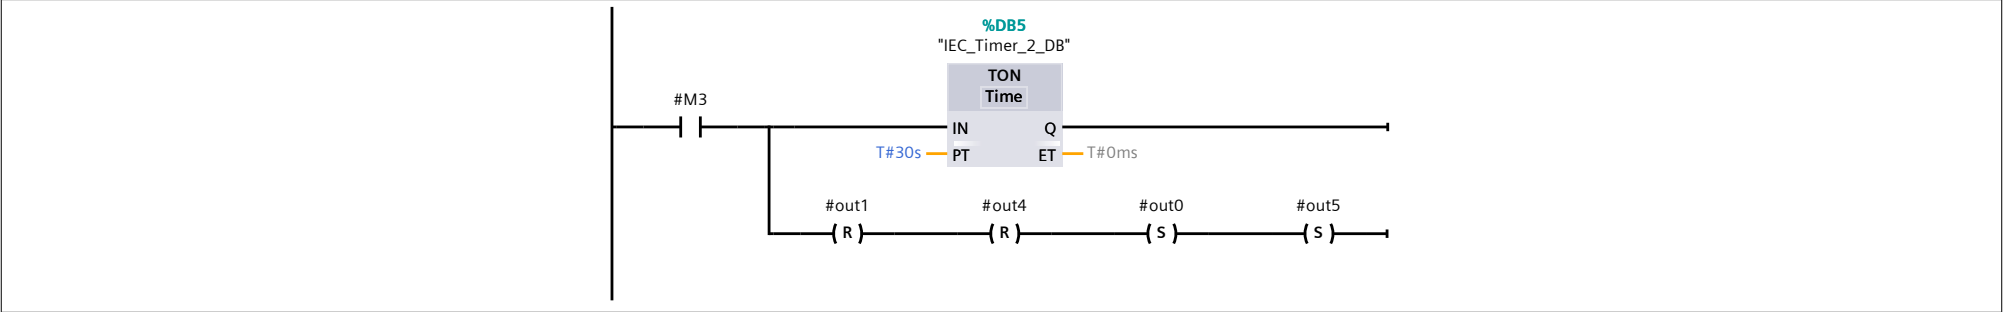 %DB5
"IEC_Timer_2_DB"
TON
Time
#M3
IN Q
T#30s PT ET T#0ms
#out1 #out4 #out0 #out5
R R S S